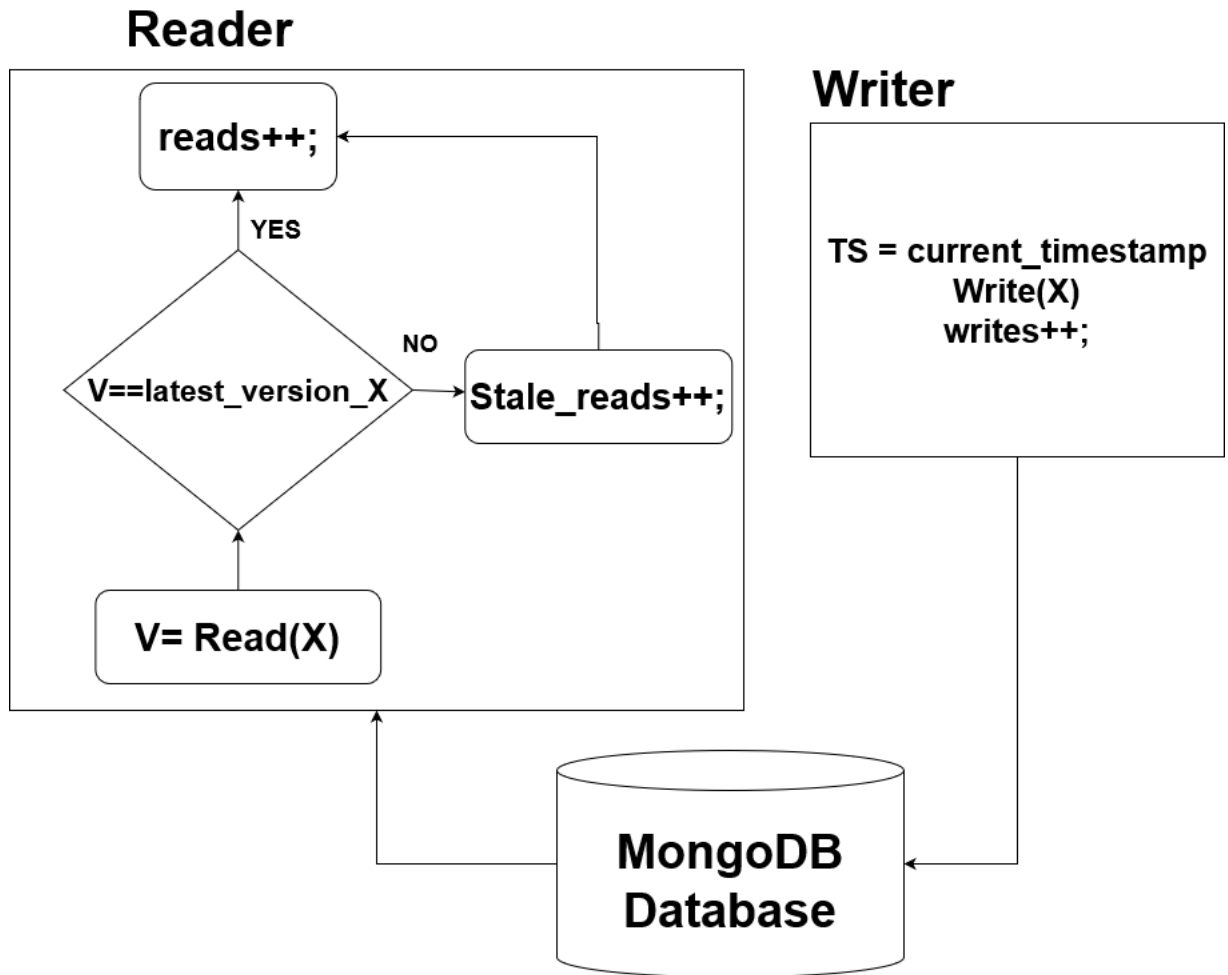 Reader
reads++;
YES
V==latest_version_X
NO
Stale_reads++;
V= Read(X)
Writer
TS = current_timestamp
Write(X)
writes++;
MongoDB
Database